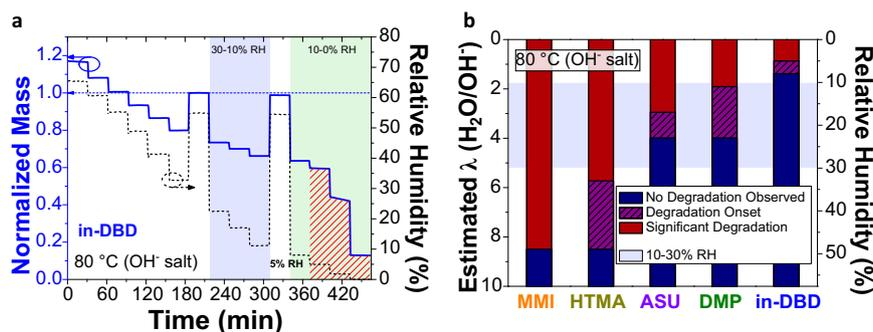 a
30-10% RH
10-0% RH
5% RH
in-DBD
80 °C (OH⁻ salt)
Normalized Mass
1.2
1.0
0.8
0.6
0.4
0.2
0.0
0 60 120 180 240 300 360 420
Time (min)
80
70
60
50
40
30
20
10
0
Relative Humidity (%)
b
80 °C (OH⁻ salt)
Estimated λ (H₂O/OH⁻)
0
2
4
6
8
10
No Degradation Observed
Degradation Onset
Significant Degradation
10-30% RH
MMI HTMA ASU DMP in-DBD
0
10
20
30
40
50
Relative Humidity (%)